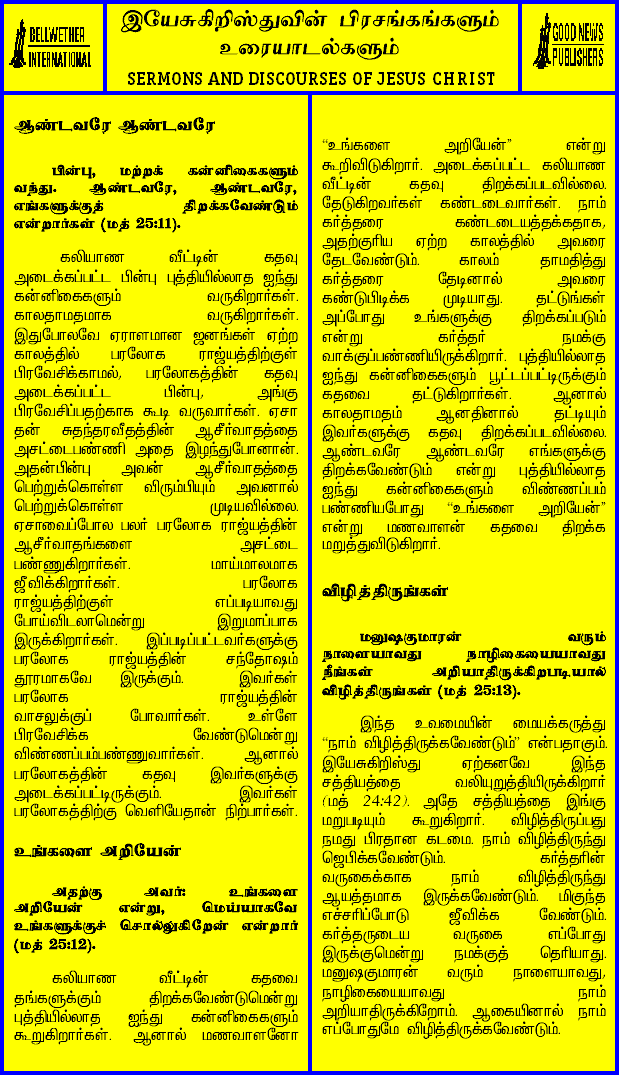 BELLWETHER
INTERNATIONAL
இயேசுகிறிஸ்துவின் பிரசங்கங்களும்
உரையாடல்களும்
SERMONS AND DISCOURSES OF JESUS CHRIST
GOOD NEWS
PUBLISHERS
ஆண்டவரே ஆண்டவரே
பின்பு, மற்றக் கன்னிகைகளும்
வந்து. ஆண்டவரே, ஆண்டவரே,
எங்களுக்குத் திறக்கவேண்டும்
என்றார்கள் (மத் 25:11).
கலியாண வீட்டின் கதவு
அடைக்கப்பட்ட பின்பு புத்தியில்லாத ஐந்து
கன்னிகைகளும் வருகிறார்கள்.
காலதாமதமாக வருகிறார்கள்.
இதுபோலவே ஏராளமான ஜனங்கள் ஏற்ற
காலத்தில் பரலோக ராஜ்யத்திற்குள்
பிரவேசிக்காமல், பரலோகத்தின் கதவு
அடைக்கப்பட்ட பின்பு, அங்கு
பிரவேசிப்பதற்காக கூடி வருவார்கள். ஏசா
தன் சுதந்தரவீதத்தின் ஆசீர்வாதத்தை
அசட்டைபண்ணி அதை இழந்துபோனான்.
அதன்பின்பு அவன் ஆசீர்வாதத்தை
பெற்றுக்கொள்ள விரும்பியும் அவனால்
பெற்றுக்கொள்ள முடியவில்லை.
ஏசாவைப்போல பலர் பரலோக ராஜ்யத்தின்
ஆசீர்வாதங்களை அசட்டை
பண்ணுகிறார்கள். மாய்மாலமாக
ஜீவிக்கிறார்கள். பரலோக
ராஜ்யத்திற்குள் எப்படியாவது
போய்விடலாமென்று இறுமாப்பாக
இருக்கிறார்கள். இப்படிப்பட்டவர்களுக்கு
பரலோக ராஜ்யத்தின் சந்தோஷம்
தூரமாகவே இருக்கும். இவர்கள்
பரலோக ராஜ்யத்தின்
வாசலுக்குப் போவார்கள். உள்ளே
பிரவேசிக்க வேண்டுமென்று
விண்ணப்பம்பண்ணுவார்கள். ஆனால்
பரலோகத்தின் கதவு இவர்களுக்கு
அடைக்கப்பட்டிருக்கும். இவர்கள்
பரலோகத்திற்கு வெளியேதான் நிற்பார்கள்.
உங்களை அறியேன்
அதற்கு அவர்: உங்களை
அறியேன் என்று, மெய்யாகவே
உங்களுக்குச் சொல்லுகிறேன் என்றார்
(மத் 25:12).
கலியாண வீட்டின் கதவை
தங்களுக்கும் திறக்கவேண்டுமென்று
புத்தியில்லாத ஐந்து கன்னிகைகளும்
கூறுகிறார்கள். ஆனால் மணவாளனோ
“உங்களை அறியேன்” என்று
கூறிவிடுகிறார். அடைக்கப்பட்ட கலியாண
வீட்டின் கதவு திறக்கப்படவில்லை.
தேடுகிறவர்கள் கண்டடைவார்கள். நாம்
கர்த்தரை கண்டடையத்தக்கதாக,
அதற்குரிய ஏற்ற காலத்தில் அவரை
தேடவேண்டும். காலம் தாமதித்து
கர்த்தரை தேடினால் அவரை
கண்டுபிடிக்க முடியாது. தட்டுங்கள்
அப்போது உங்களுக்கு திறக்கப்படும்
என்று கர்த்தர் நமக்கு
வாக்குப்பண்ணியிருக்கிறார். புத்தியில்லாத
ஐந்து கன்னிகைகளும் பூட்டப்பட்டிருக்கும்
கதவை தட்டுகிறார்கள். ஆனால்
காலதாமதம் ஆனதினால் தட்டியும்
இவர்களுக்கு கதவு திறக்கப்படவில்லை.
ஆண்டவரே ஆண்டவரே எங்களுக்கு
திறக்கவேண்டும் என்று புத்தியில்லாத
ஐந்து கன்னிகைகளும் விண்ணப்பம்
பண்ணியபோது “உங்களை அறியேன்”
என்று மணவாளன் கதவை திறக்க
மறுத்துவிடுகிறார்.
விழித்திருங்கள்
மனுஷகுமாரன் வரும்
நாளையாவது நாழிகையையாவது
நீங்கள் அறியாதிருக்கிறபடியால்
விழித்திருங்கள் (மத் 25:13).
இந்த உவமையின் மையக்கருத்து
“நாம் விழித்திருக்கவேண்டும்” என்பதாகும்.
இயேசுகிறிஸ்து ஏற்கனவே இந்த
சத்தியத்தை வலியுறுத்தியிருக்கிறார்
(மத் 24:42). அதே சத்தியத்தை இங்கு
மறுபடியும் கூறுகிறார். விழித்திருப்பது
நமது பிரதான கடமை. நாம் விழித்திருந்து
ஜெபிக்கவேண்டும். கர்த்தரின்
வருகைக்காக நாம் விழித்திருந்து
ஆயத்தமாக இருக்கவேண்டும். மிகுந்த
எச்சரிப்போடு ஜீவிக்க வேண்டும்.
கர்த்தருடைய வருகை எப்போது
இருக்குமென்று நமக்குத் தெரியாது.
மனுஷகுமாரன் வரும் நாளையாவது,
நாழிகையையாவது நாம்
அறியாதிருக்கிறோம். ஆகையினால் நாம்
எப்போதுமே விழித்திருக்கவேண்டும்.